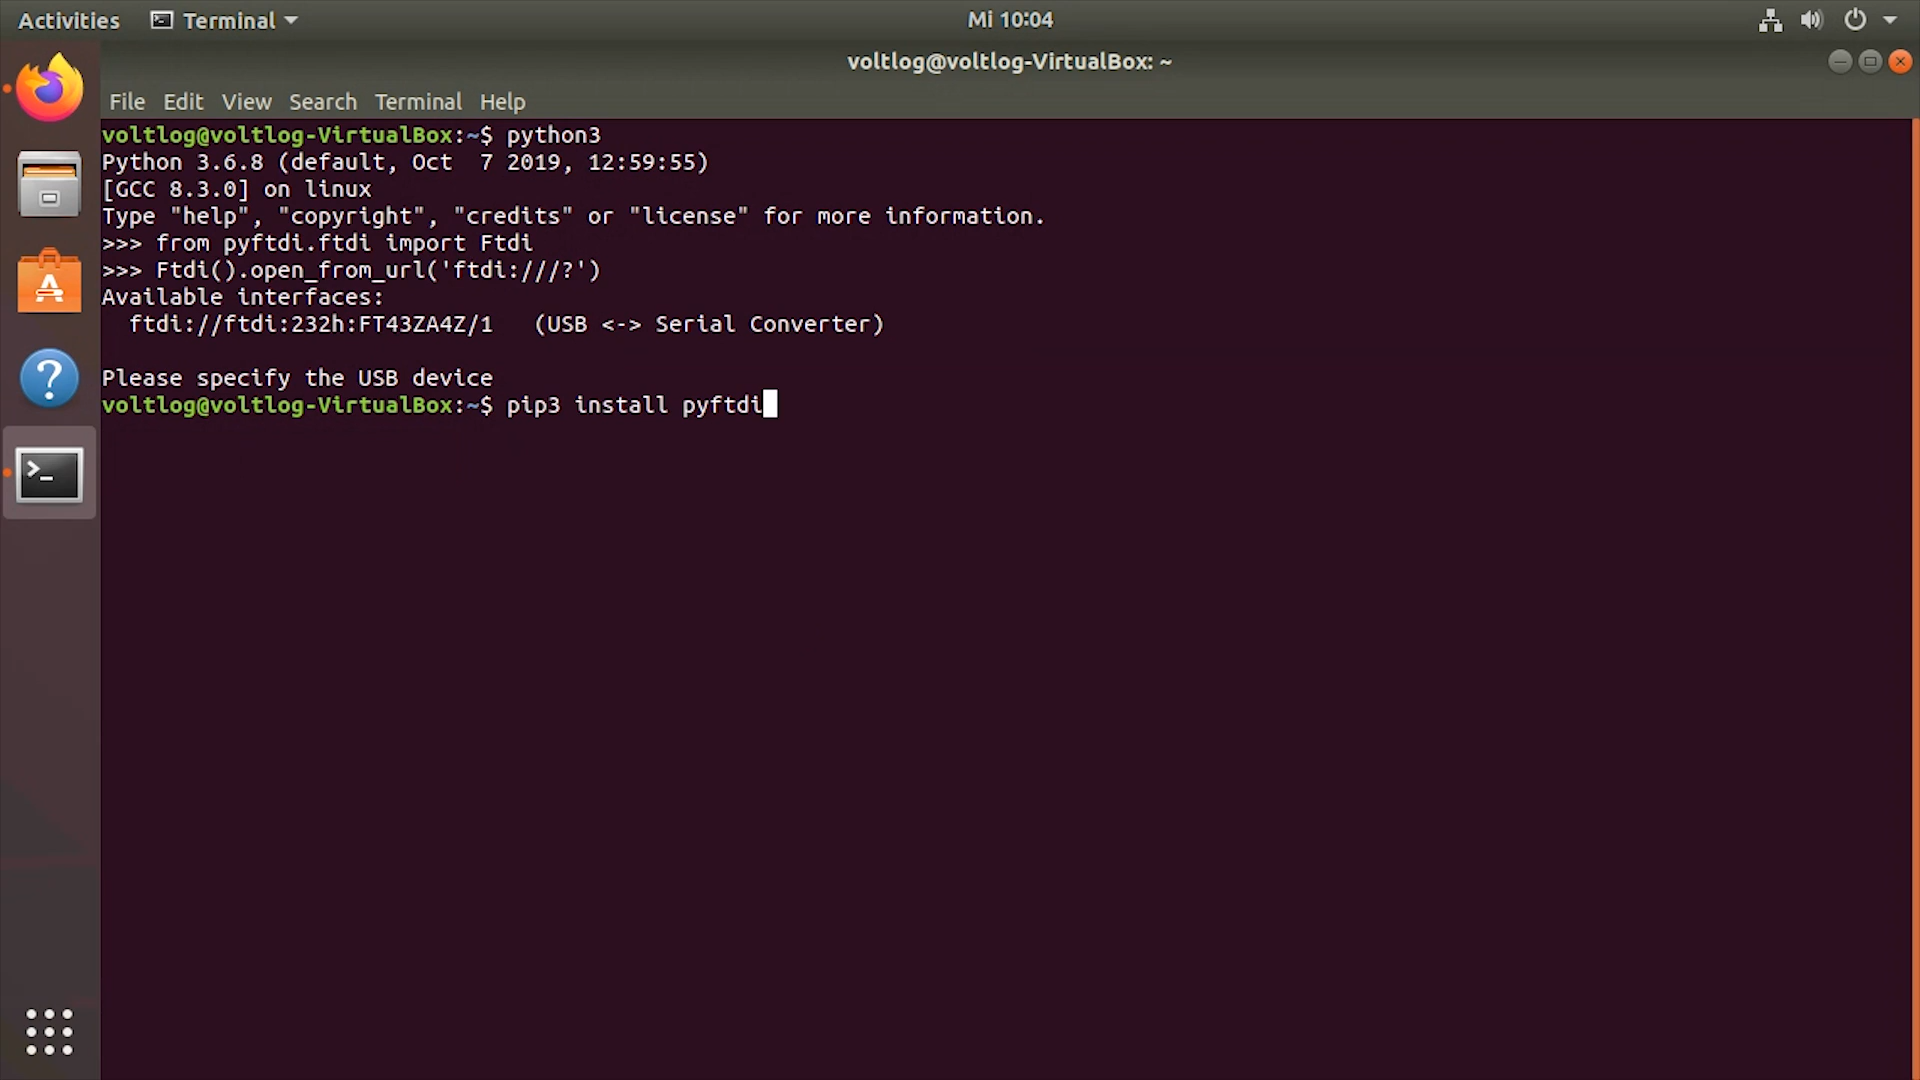 Activities Terminal Mi 10:04
voltlog@voltlog-VirtualBox: ~
File Edit View Search Terminal Help
voltlog@voltlog-VirtualBox:~$ python3
Python 3.6.8 (default, Oct  7 2019, 12:59:55)
[GCC 8.3.0] on linux
Type "help", "copyright", "credits" or "license" for more information.
>>> from pyftdi.ftdi import Ftdi
>>> Ftdi().open_from_url('ftdi:///?')
Available interfaces:
  ftdi://ftdi:232h:FT43ZA4Z/1   (USB <-> Serial Converter)
Please specify the USB device
voltlog@voltlog-VirtualBox:~$ pip3 install pyftdi